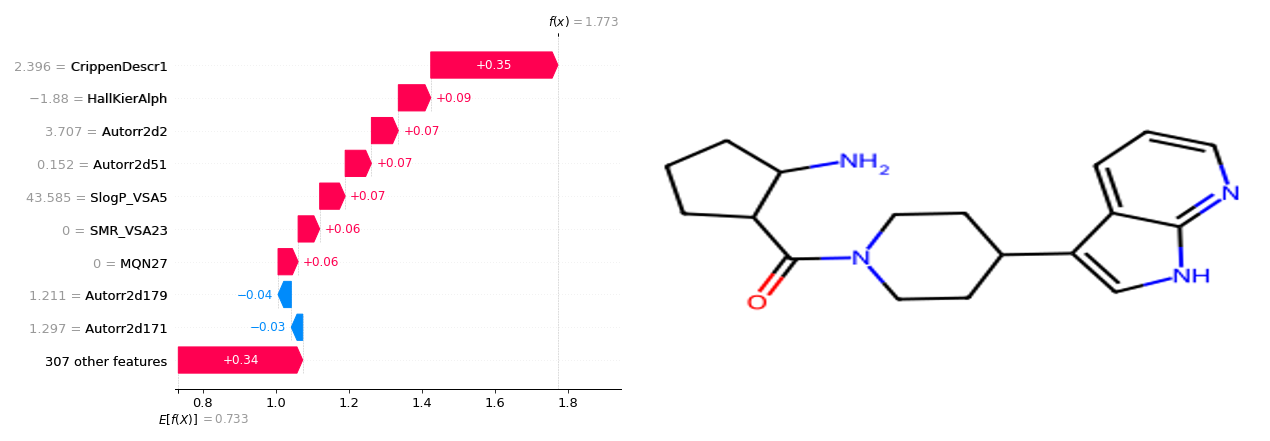 f(x) = 1.773
2.396 = CrippenDescr1 +0.35
−1.88 = HallKierAlph +0.09
3.707 = Autorr2d2 +0.07
0.152 = Autorr2d51 +0.07
43.585 = SlogP_VSA5 +0.07
0 = SMR_VSA23 +0.06
0 = MQN27 +0.06
1.211 = Autorr2d179 −0.04
1.297 = Autorr2d171 −0.03
307 other features +0.34
0.8 1.0 1.2 1.4 1.6 1.8
E[f(X)] = 0.733
NH2
N
N
NH
O